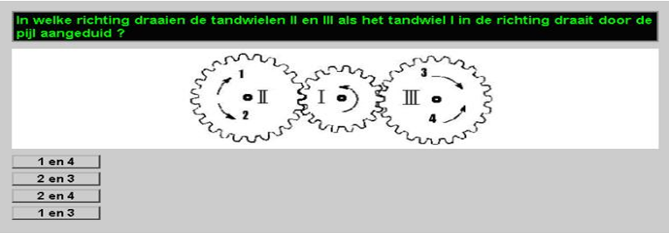 In welke richting draaien de tandwielen II en III als het tandwiel I in de richting draait door de
pijl aangeduid ?
1
2
II
I
III
3
4
1 en 4
2 en 3
2 en 4
1 en 3